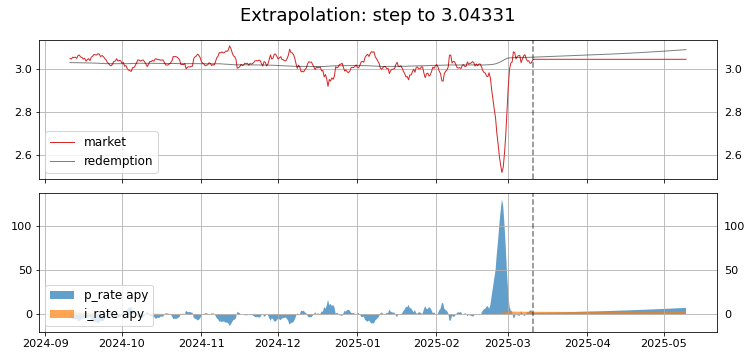 Extrapolation: step to 3.04331
3.0 3.0
2.8 2.8
2.6 2.6
market
redemption
100 100
50 50
0 0
p_rate apy
i_rate apy
2024-09 2024-10 2024-11 2024-12 2025-01 2025-02 2025-03 2025-04 2025-05